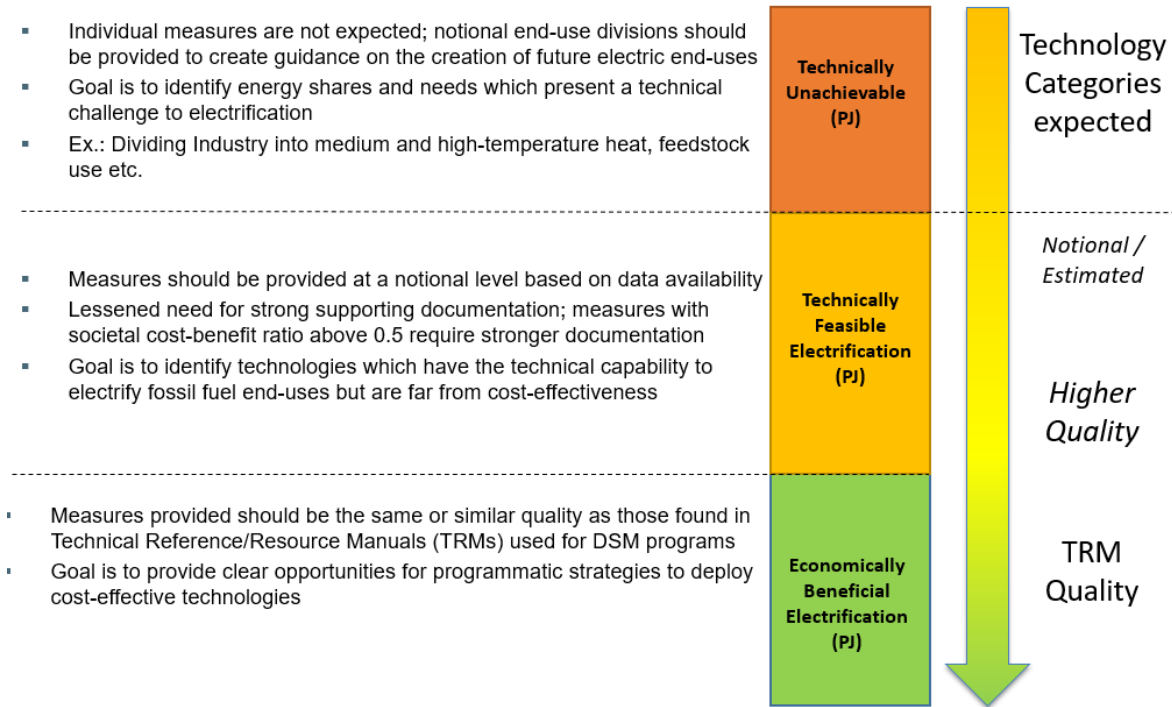 ▪ Individual measures are not expected; notional end-use divisions should
be provided to create guidance on the creation of future electric end-uses
▪ Goal is to identify energy shares and needs which present a technical
challenge to electrification
▪ Ex.: Dividing Industry into medium and high-temperature heat, feedstock
use etc.
Technically
Unachievable
(PJ)
Technology
Categories
expected
▪ Measures should be provided at a notional level based on data availability
▪ Lessened need for strong supporting documentation; measures with
societal cost-benefit ratio above 0.5 require stronger documentation
▪ Goal is to identify technologies which have the technical capability to
electrify fossil fuel end-uses but are far from cost-effectiveness
Technically
Feasible
Electrification
(PJ)
Notional /
Estimated
Higher
Quality
▪ Measures provided should be the same or similar quality as those found in
Technical Reference/Resource Manuals (TRMs) used for DSM programs
▪ Goal is to provide clear opportunities for programmatic strategies to deploy
cost-effective technologies
Economically
Beneficial
Electrification
(PJ)
TRM
Quality